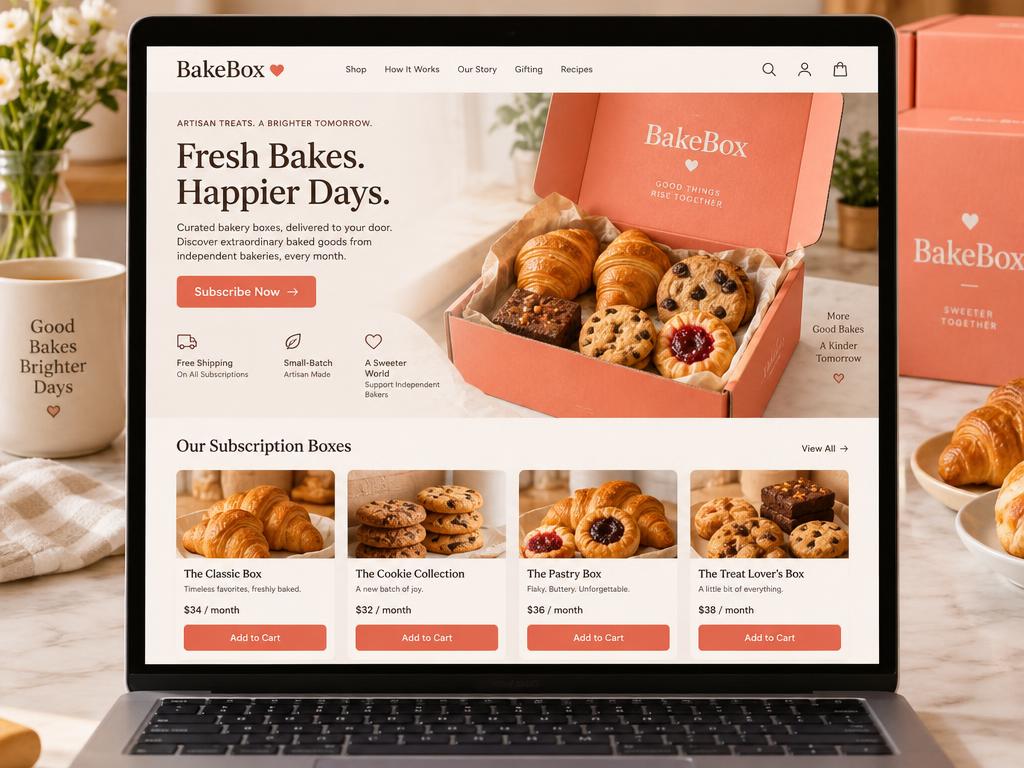 BakeBox
Shop
How It Works
Our Story
Gifting
Recipes
ARTISAN TREATS. A BRIGHTER TOMORROW.
Fresh Bakes.
Happier Days.
Curated bakery boxes, delivered to your door.
Discover extraordinary baked goods from
independent bakeries, every month.
Subscribe Now →
Free Shipping
On All Subscriptions
Small-Batch
Artisan Made
A Sweeter
World
Support Independent
Bakers
BakeBox
GOOD THINGS
RISE TOGETHER
More
Good Bakes
A Kinder
Tomorrow
Our Subscription Boxes
View All →
The Classic Box
Timeless favorites, freshly baked.
$34 / month
Add to Cart
The Cookie Collection
A new batch of joy.
$32 / month
Add to Cart
The Pastry Box
Flaky. Buttery. Unforgettable.
$36 / month
Add to Cart
The Treat Lover's Box
A little bit of everything.
$38 / month
Add to Cart
Good
Bakes
Brighter
Days
BakeBox
SWEETER
TOGETHER